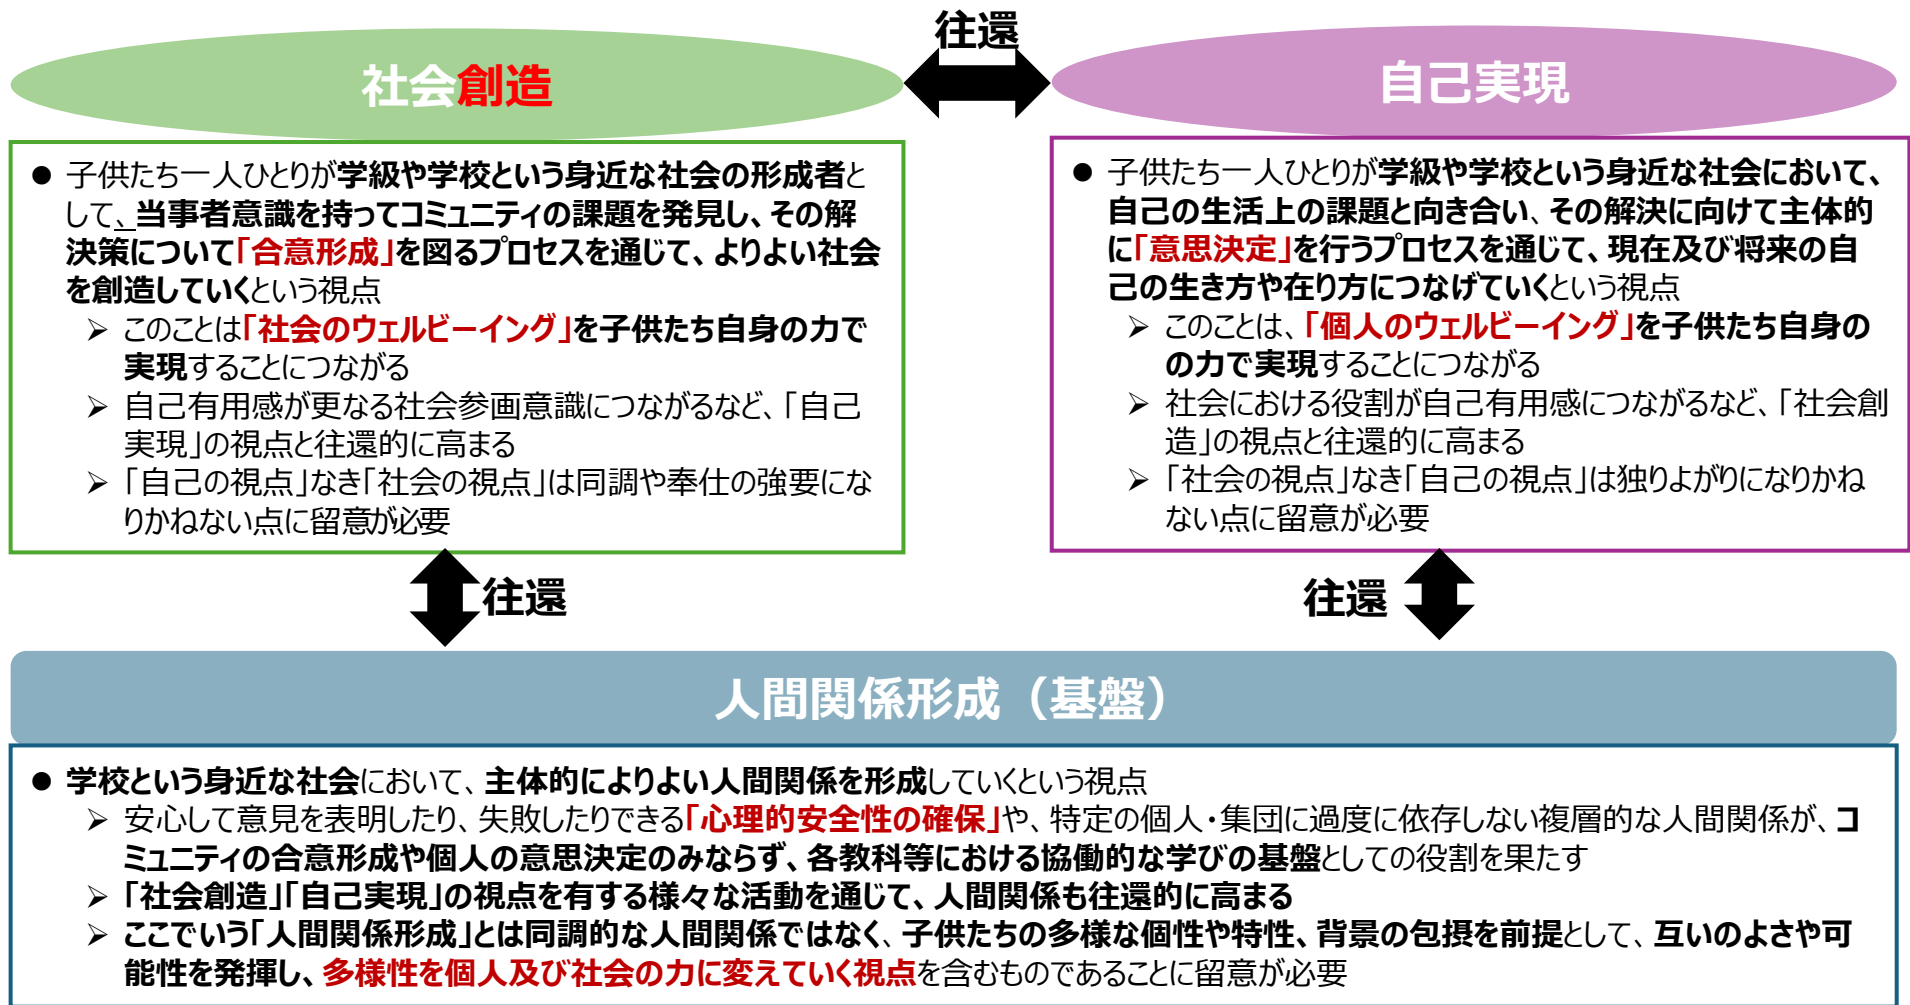 往還
社会創造
自己実現
● 子供たち一人ひとりが学級や学校という身近な社会の形成者と
して、当事者意識を持ってコミュニティの課題を発見し、その解
決策について「合意形成」を図るプロセスを通じて、よりよい社会
を創造していくという視点
➢ このことは「社会のウェルビーイング」を子供たち自身の力で
実現することにつながる
➢ 自己有用感が更なる社会参画意識につながるなど、「自己
実現」の視点と往還的に高まる
➢ 「自己の視点」なき「社会の視点」は同調や奉仕の強要にな
りかねない点に留意が必要
● 子供たち一人ひとりが学級や学校という身近な社会において、
自己の生活上の課題と向き合い、その解決に向けて主体的
に「意思決定」を行うプロセスを通じて、現在及び将来の自
己の生き方や在り方につなげていくという視点
➢ このことは、「個人のウェルビーイング」を子供たち自身の
の力で実現することにつながる
➢ 社会における役割が自己有用感につながるなど、「社会創
造」の視点と往還的に高まる
➢ 「社会の視点」なき「自己の視点」は独りよがりになりかね
ない点に留意が必要
往還
往還
人間関係形成（基盤）
● 学校という身近な社会において、主体的によりよい人間関係を形成していくという視点
➢ 安心して意見を表明したり、失敗したりできる「心理的安全性の確保」や、特定の個人・集団に過度に依存しない複層的な人間関係が、コ
ミュニティの合意形成や個人の意思決定のみならず、各教科等における協働的な学びの基盤としての役割を果たす
➢ 「社会創造」「自己実現」の視点を有する様々な活動を通じて、人間関係も往還的に高まる
➢ ここでいう「人間関係形成」とは同調的な人間関係ではなく、子供たちの多様な個性や特性、背景の包摂を前提として、互いのよさや可
能性を発揮し、多様性を個人及び社会の力に変えていく視点を含むものであることに留意が必要